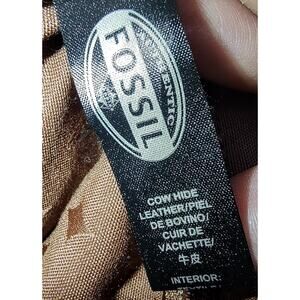 AUTHENTIC
FOSSIL
COW HIDE
LEATHER/PIEL
DE BOVINO/
CUIR DE
VACHETTE/
牛皮
INTERIOR: